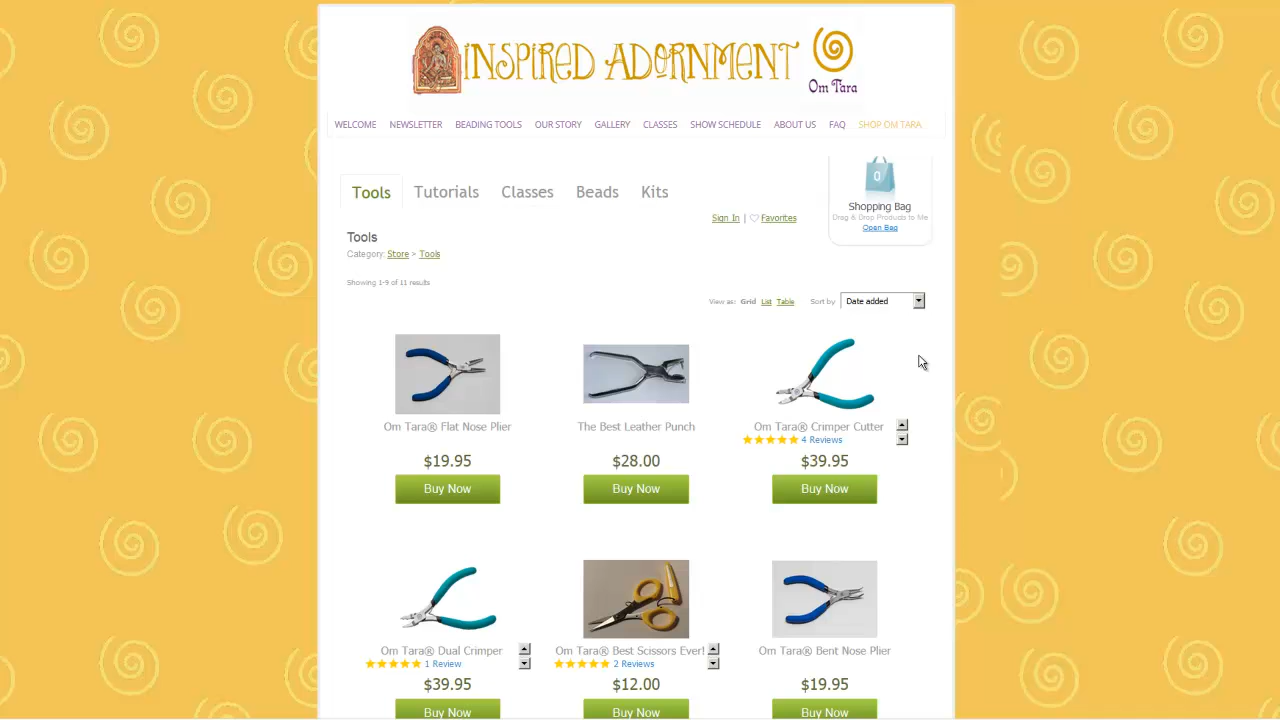 INSPIRED ADORNMENT
Om Tara
WELCOME NEWSLETTER BEADING TOOLS OUR STORY GALLERY CLASSES SHOW SCHEDULE ABOUT US FAQ SHOP OM TARA
0
Shopping Bag
Drag & Drop Products to Me
Open Bag
Tools Tutorials Classes Beads Kits
Sign In | Favorites
Tools
Category: Store > Tools
Showing 1-9 of 11 results
View as: Grid List Table Sort by Date added
Om Tara® Flat Nose Plier
$19.95
Buy Now
The Best Leather Punch
$28.00
Buy Now
Om Tara® Crimper Cutter
4 Reviews
$39.95
Buy Now
Om Tara® Dual Crimper
1 Review
$39.95
Buy Now
Om Tara® Best Scissors Ever!
2 Reviews
$12.00
Buy Now
Om Tara® Bent Nose Plier
$19.95
Buy Now